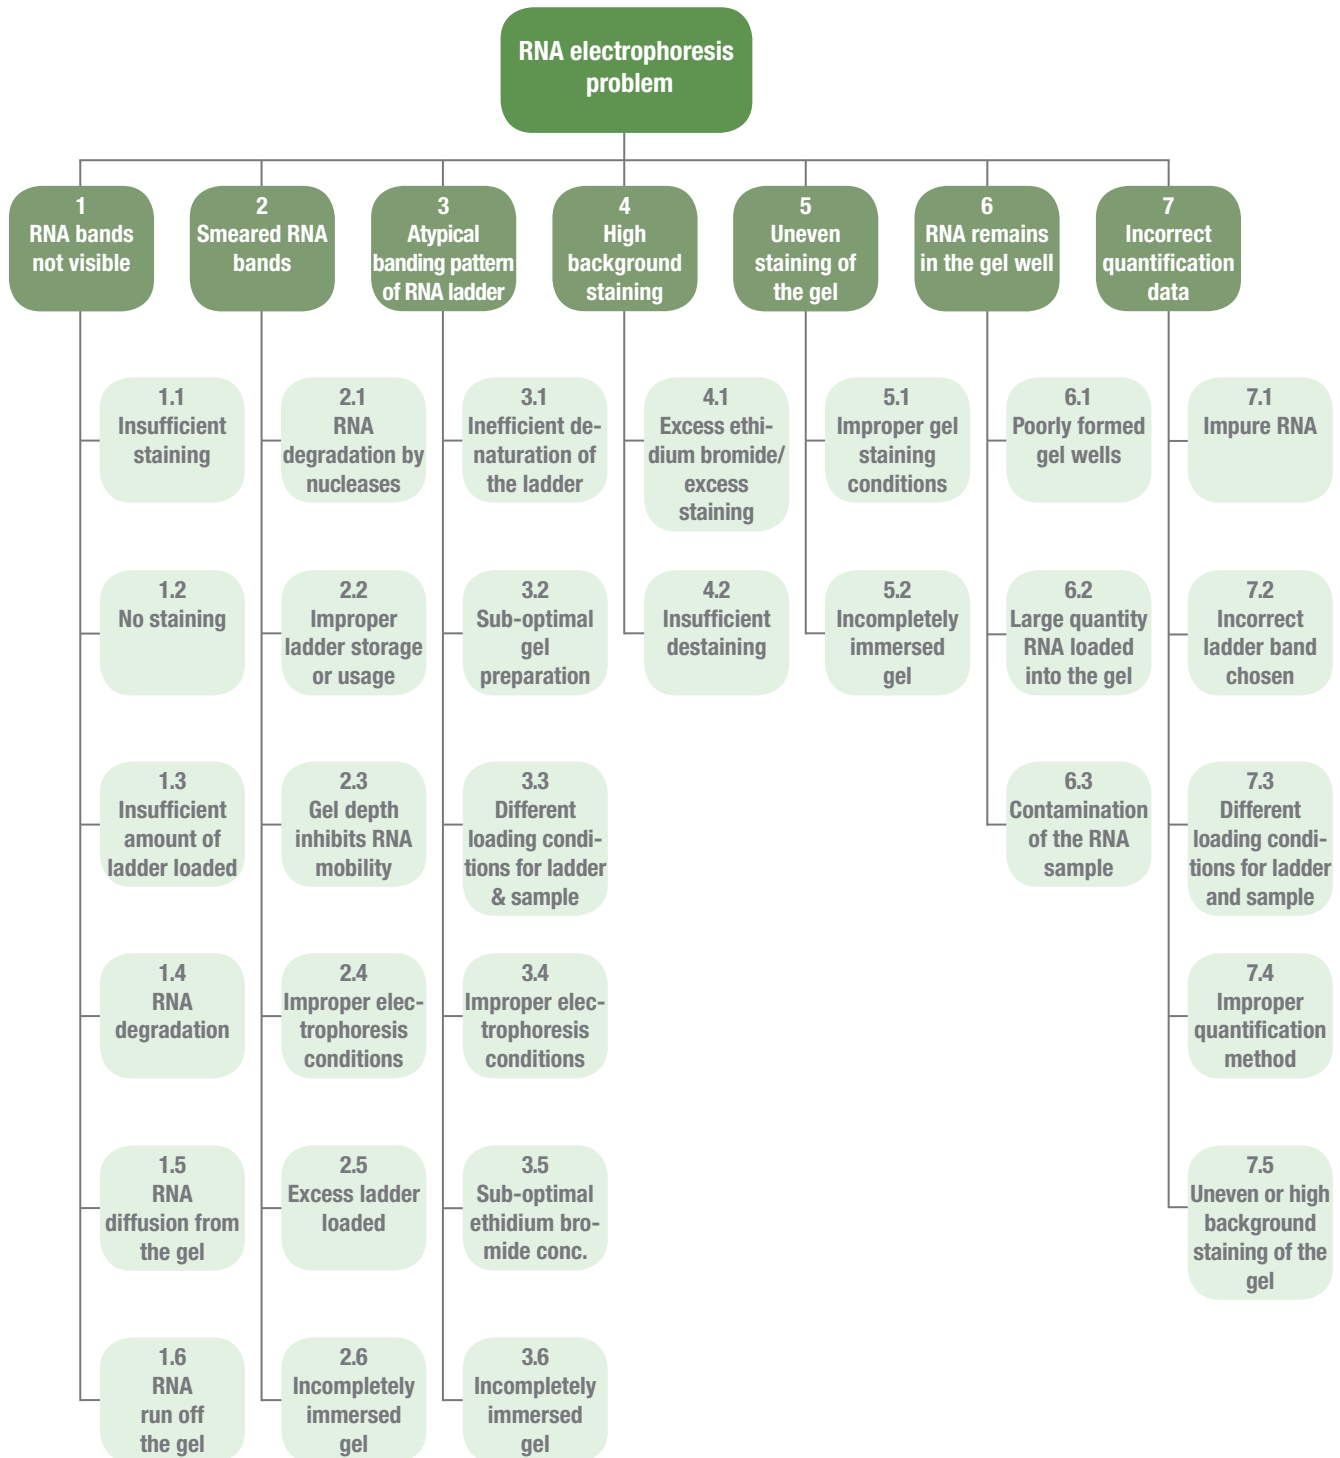 RNA electrophoresis
problem
1
RNA bands
not visible
2
Smeared RNA
bands
3
Atypical
banding pattern
of RNA ladder
4
High
background
staining
5
Uneven
staining of
the gel
6
RNA remains
in the gel well
7
Incorrect
quantification
data
1.1
Insufficient
staining
2.1
RNA
degradation by
nucleases
3.1
Inefficient de-
naturation of
the ladder
4.1
Excess ethi-
dium bromide/
excess
staining
5.1
Improper gel
staining
conditions
6.1
Poorly formed
gel wells
7.1
Impure RNA
1.2
No staining
2.2
Improper
ladder storage
or usage
3.2
Sub-optimal
gel
preparation
4.2
Insufficient
destaining
5.2
Incompletely
immersed
gel
6.2
Large quantity
RNA loaded
into the gel
7.2
Incorrect
ladder band
chosen
1.3
Insufficient
amount of
ladder loaded
2.3
Gel depth
inhibits RNA
mobility
3.3
Different
loading condi-
tions for ladder
& sample
6.3
Contamination
of the RNA
sample
7.3
Different
loading condi-
tions for ladder
and sample
1.4
RNA
degradation
2.4
Improper elec-
trophoresis
conditions
3.4
Improper elec-
trophoresis
conditions
7.4
Improper
quantification
method
1.5
RNA
diffusion from
the gel
2.5
Excess ladder
loaded
3.5
Sub-optimal
ethidium bro-
mide conc.
7.5
Uneven or high
background
staining of the
gel
1.6
RNA
run off
the gel
2.6
Incompletely
immersed
gel
3.6
Incompletely
immersed
gel